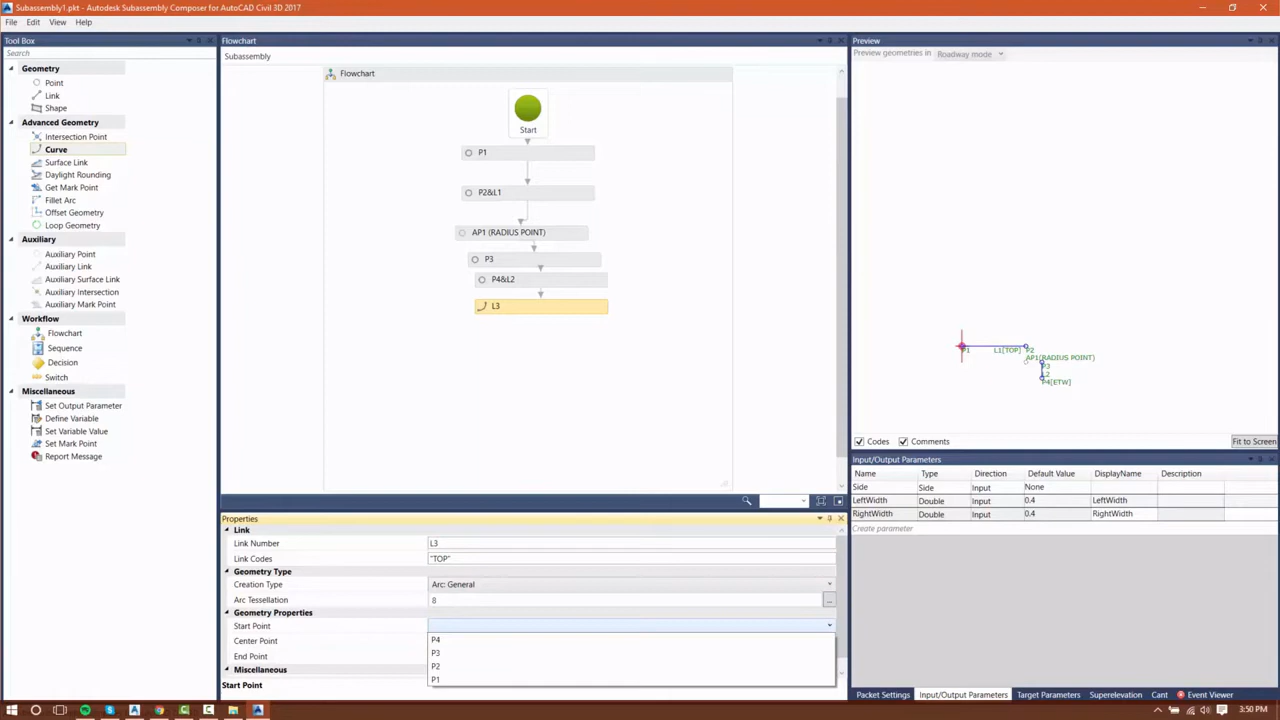 Subassembly1.pkt - Autodesk Subassembly Composer for AutoCAD Civil 3D 2017
File Edit View Help
Tool Box
Search
Geometry
Point
Link
Shape
Advanced Geometry
Intersection Point
Curve
Surface Link
Daylight Rounding
Get Mark Point
Fillet Arc
Offset Geometry
Loop Geometry
Auxiliary
Auxiliary Point
Auxiliary Link
Auxiliary Surface Link
Auxiliary Intersection
Auxiliary Mark Point
Workflow
Flowchart
Sequence
Decision
Switch
Miscellaneous
Set Output Parameter
Define Variable
Set Variable Value
Set Mark Point
Report Message
Flowchart
Subassembly
Flowchart
Start
P1
P2&L1
AP1 (RADIUS POINT)
P3
P4&L2
L3
Properties
Link
Link Number L3
Link Codes "TOP"
Geometry Type
Creation Type Arc: General
Arc Tessellation 8 ...
Geometry Properties
Start Point
Center Point
End Point
P4
P3
P2
P1
Miscellaneous
Start Point
Preview
Preview geometries in Roadway mode
P1 L1[TOP] P2
AP1(RADIUS POINT)
P3
L2
P4[ETW]
Codes Comments Fit to Screen
Input/Output Parameters
Name Type Direction Default Value DisplayName Description
Side Side Input None
LeftWidth Double Input 0.4 LeftWidth
RightWidth Double Input 0.4 RightWidth
Create parameter
Packet Settings Input/Output Parameters Target Parameters Superelevation Cant Event Viewer
3:50 PM